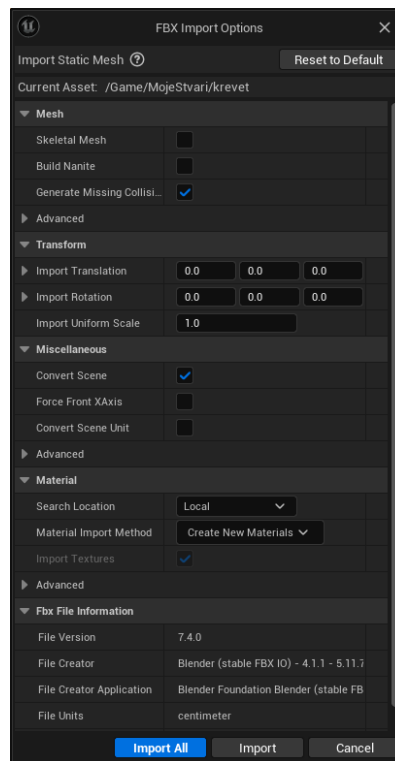 FBX Import Options
Import Static Mesh ? Reset to Default
Current Asset: /Game/MojeStvari/krevet
Mesh
Skeletal Mesh
Build Nanite
Generate Missing Collisi...
Advanced
Transform
Import Translation 0.0 0.0 0.0
Import Rotation 0.0 0.0 0.0
Import Uniform Scale 1.0
Miscellaneous
Convert Scene
Force Front XAxis
Convert Scene Unit
Advanced
Material
Search Location Local
Material Import Method Create New Materials
Import Textures
Advanced
Fbx File Information
File Version 7.4.0
File Creator Blender (stable FBX IO) - 4.1.1 - 5.11.7
File Creator Application Blender Foundation Blender (stable FB
File Units centimeter
Import All Import Cancel